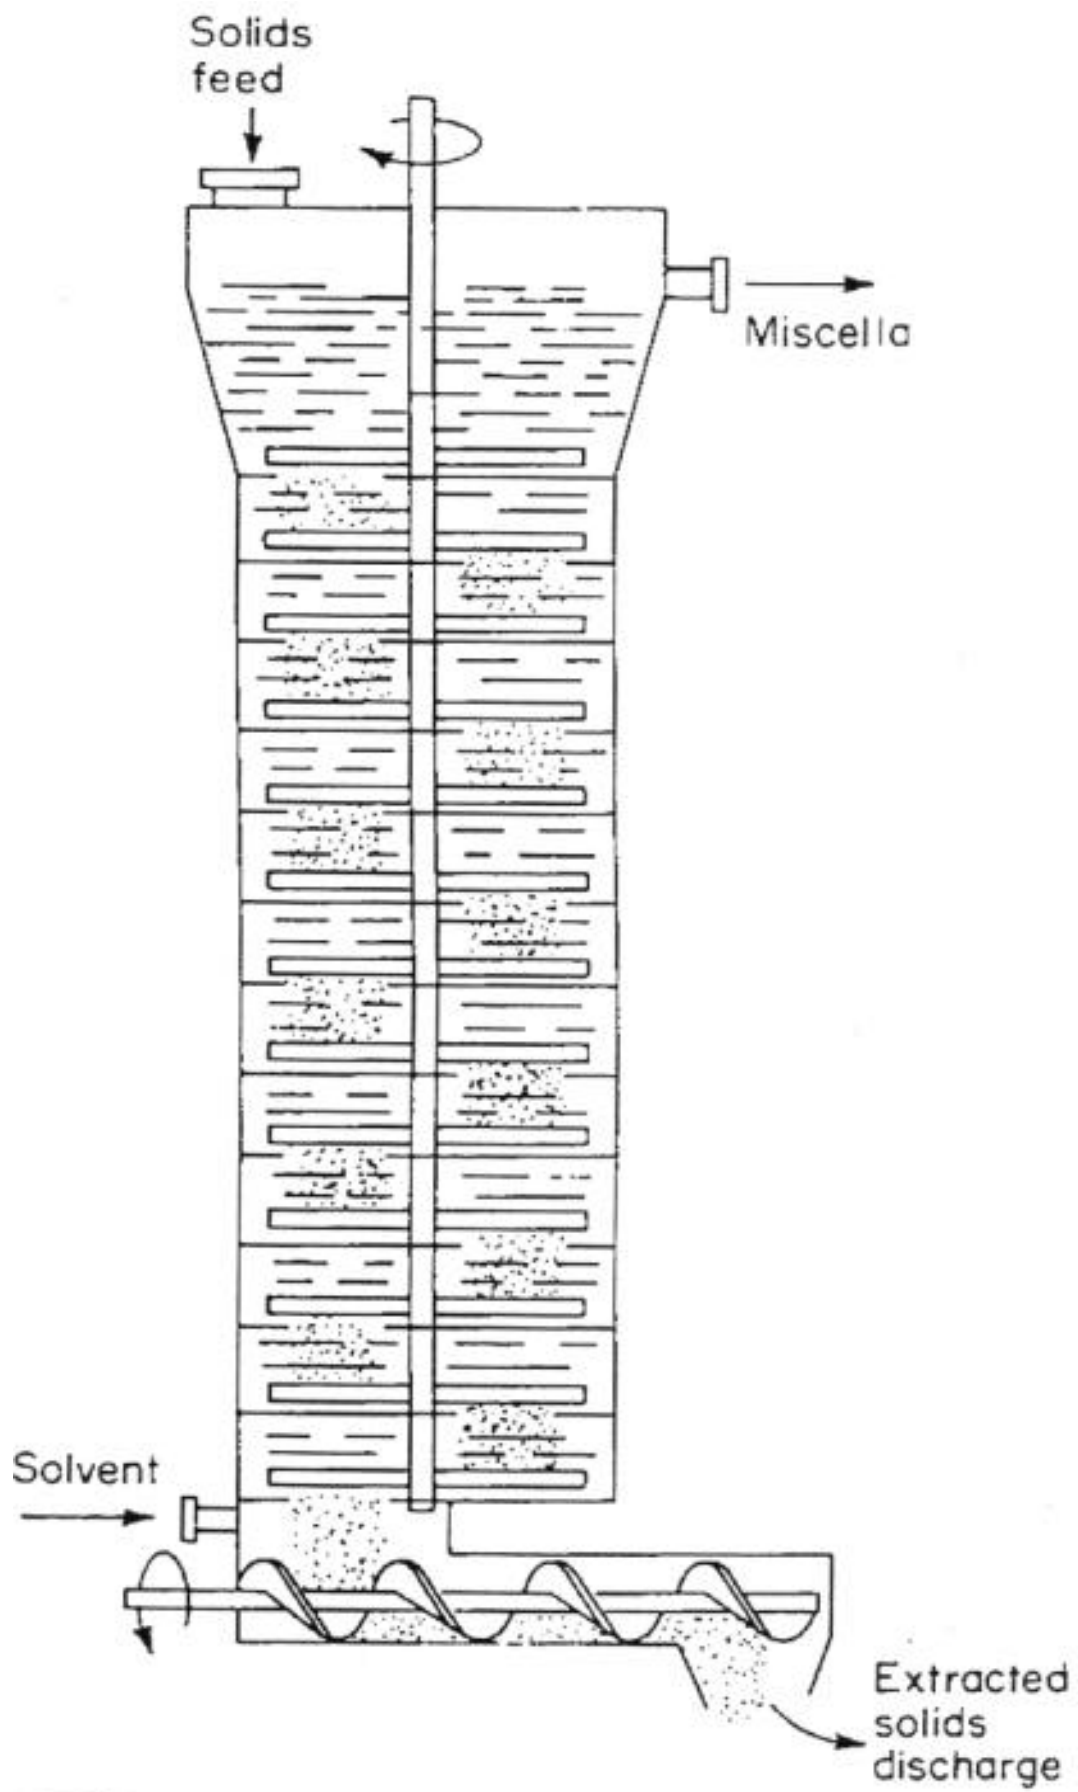 Solids
feed
Miscella
Solvent
Extracted
solids
discharge